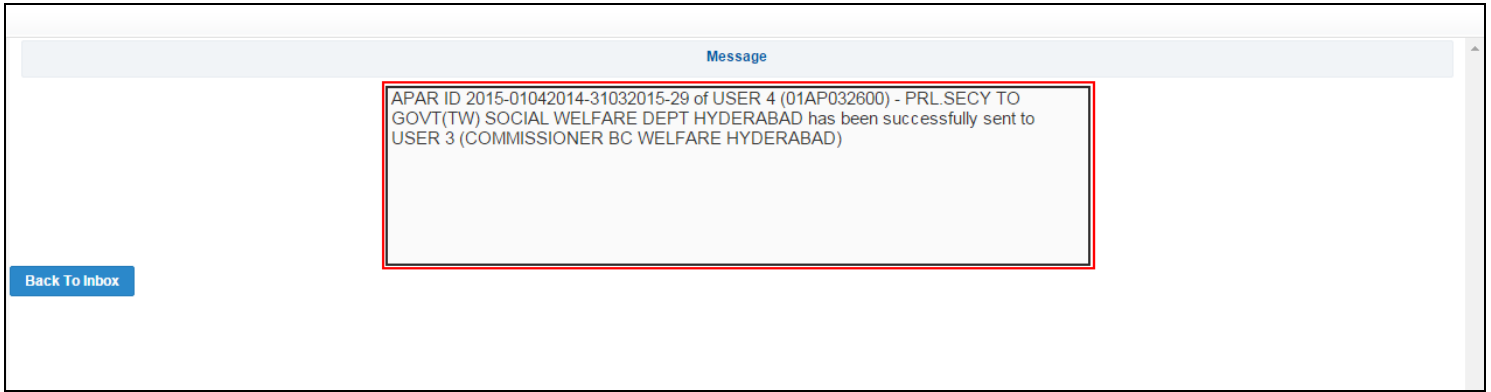 Message
APAR ID 2015-01042014-31032015-29 of USER 4 (01AP032600) - PRL.SECY TO
GOVT(TW) SOCIAL WELFARE DEPT HYDERABAD has been successfully sent to
USER 3 (COMMISSIONER BC WELFARE HYDERABAD)
Back To Inbox